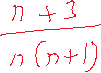 n + 3
n(n+1)